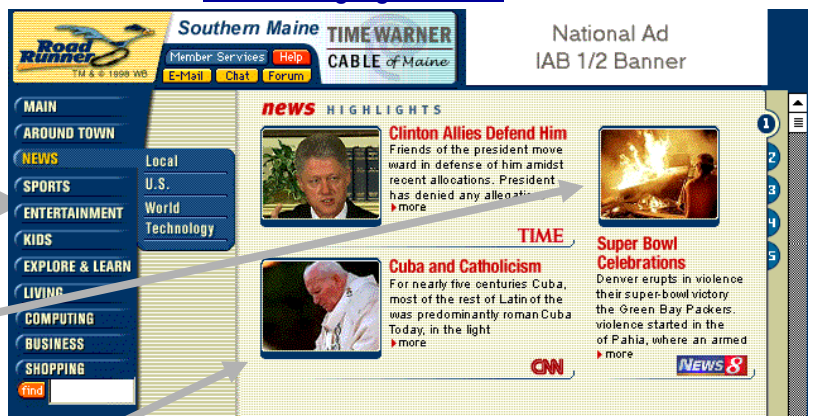 Road
Runner
TM & © 1998 WB
Southern Maine
Member Services Help
E-Mail Chat Forum
TIME WARNER
CABLE of Maine
National Ad
IAB 1/2 Banner
MAIN
AROUND TOWN
NEWS
SPORTS
ENTERTAINMENT
KIDS
EXPLORE & LEARN
LIVING
COMPUTING
BUSINESS
SHOPPING
find
Local
U.S.
World
Technology
news HIGHLIGHTS
Clinton Allies Defend Him
Friends of the president move
ward in defense of him amidst
recent allocations. President
has denied any
more
TIME
Cuba and Catholicism
For nearly five centuries Cuba,
most of the rest of Latin of the
was predominantly roman Cuba
Today, in the light
more
CNN
Super Bowl
Celebrations
Denver erupts in violence
their super-bowl victory
the Green Bay Packers.
violence started in the
of Pahia, where an armed
more
NEWS 8
1
2
3
4
5